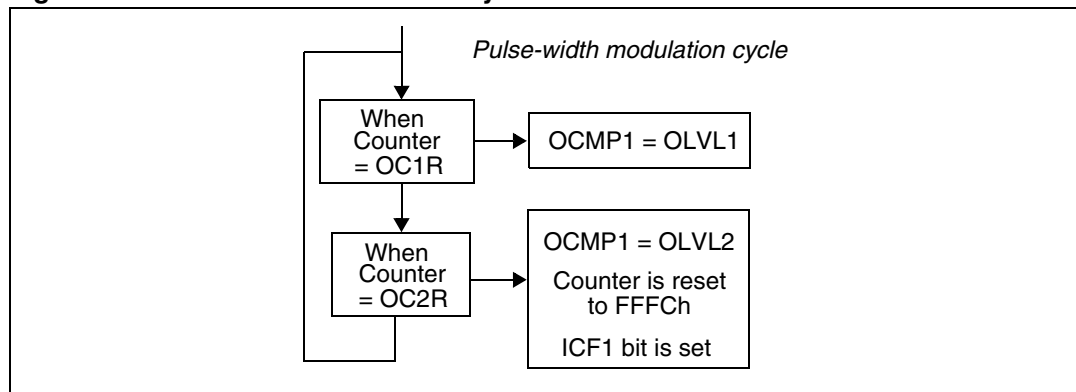 Pulse-width modulation cycle
When
Counter
= OC1R
OCMP1 = OLVL1
When
Counter
= OC2R
OCMP1 = OLVL2
Counter is reset
to FFFCh
ICF1 bit is set